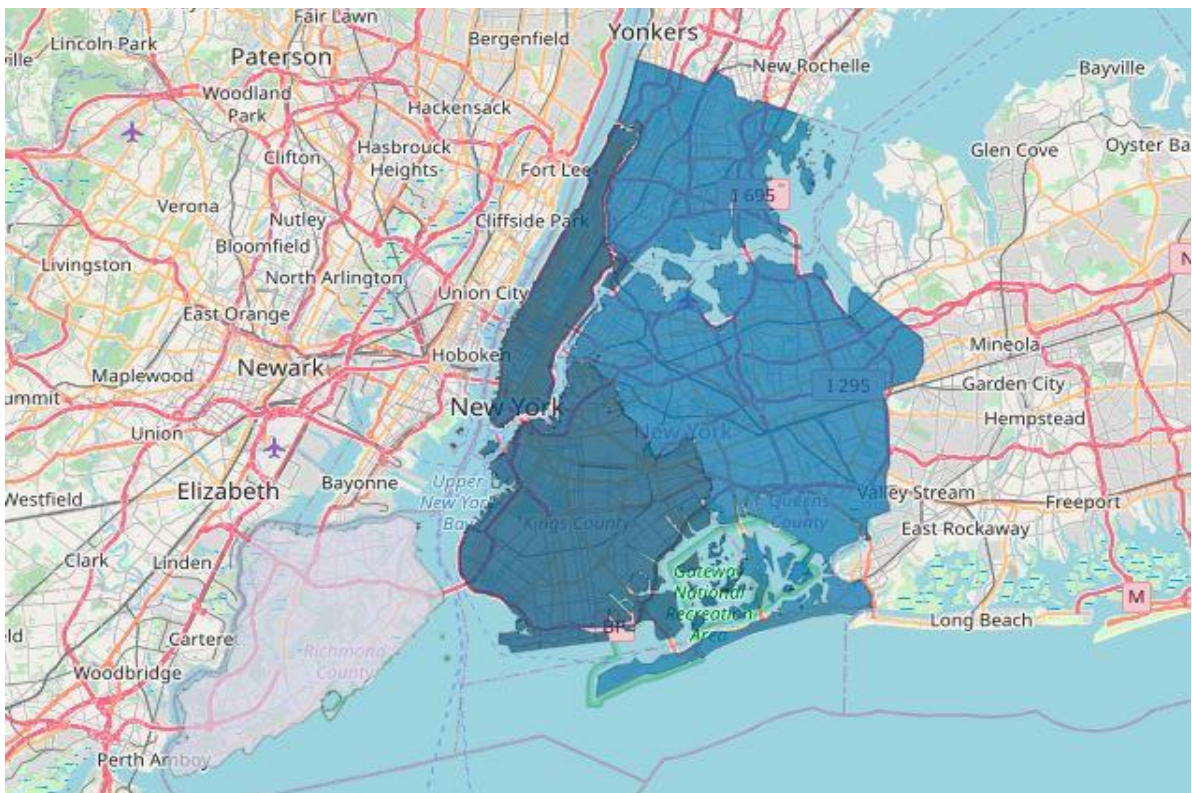 Fair Lawn
Lincoln Park
Bergenfield
Yonkers
ville
Paterson
New Rochelle
Bayville
Woodland
Park
Hackensack
Clifton
Hasbrouck
Heights
Fort Lee
Glen Cove
Oyster Ba
Verona
I 695
Nutley
Cliffside Park
Bloomfield
Livingston
North Arlington
N
Union City
East Orange
Hoboken
Mineola
Newark
Maplewood
I 295
Garden City
ummit
New York
Hempstead
Union
New York
Elizabeth
Bayonne
Upper
New York
Bay
Westfield
Valley Stream
Freeport
Queens
County
Kings County
East Rockaway
Clark
Linden
Gateway
National
Recreation
Area
M
eld
Cartere
BP
Long Beach
Richmond
County
Woodbridge
Perth Amboy